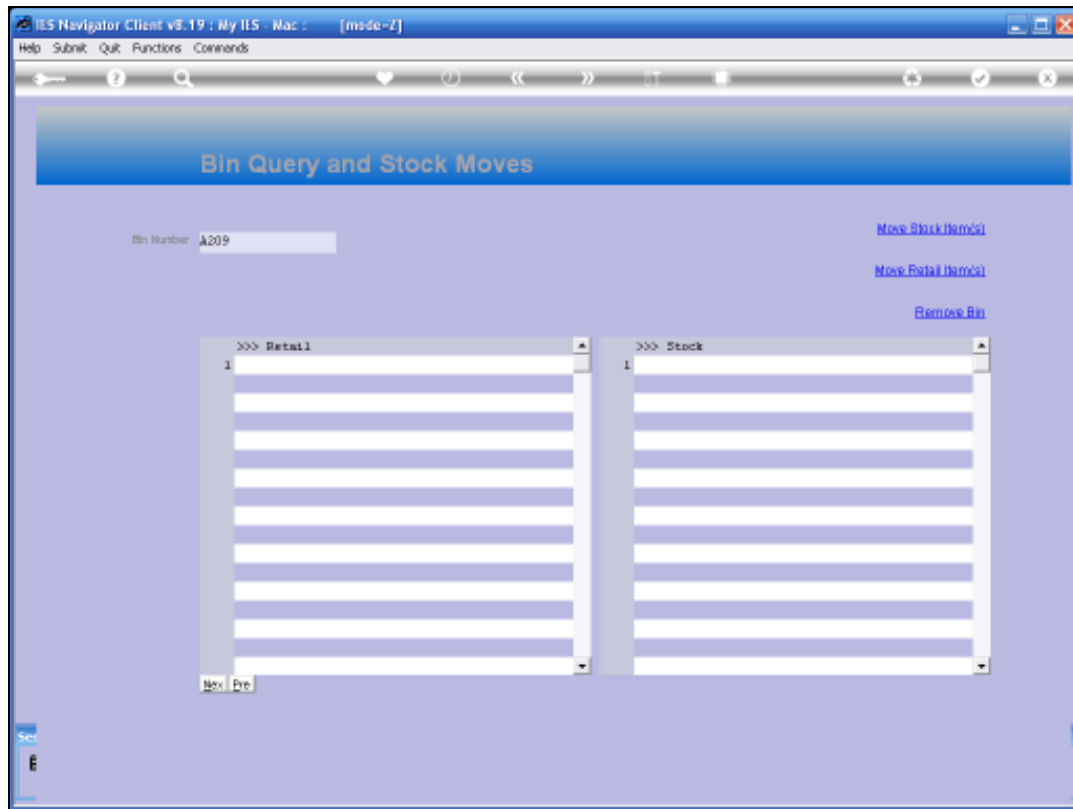 IES Navigator Client v8.19 : My IES - Mac : [mode=Z]
Help Submit Quit Functions Commands
Bin Query and Stock Moves
Bin Number A209
Move Stock Item(s)
Move Retail Item(s)
Remove Bin
>>> Retail
>>> Stock
1
1
Nex Pre
Ses
E